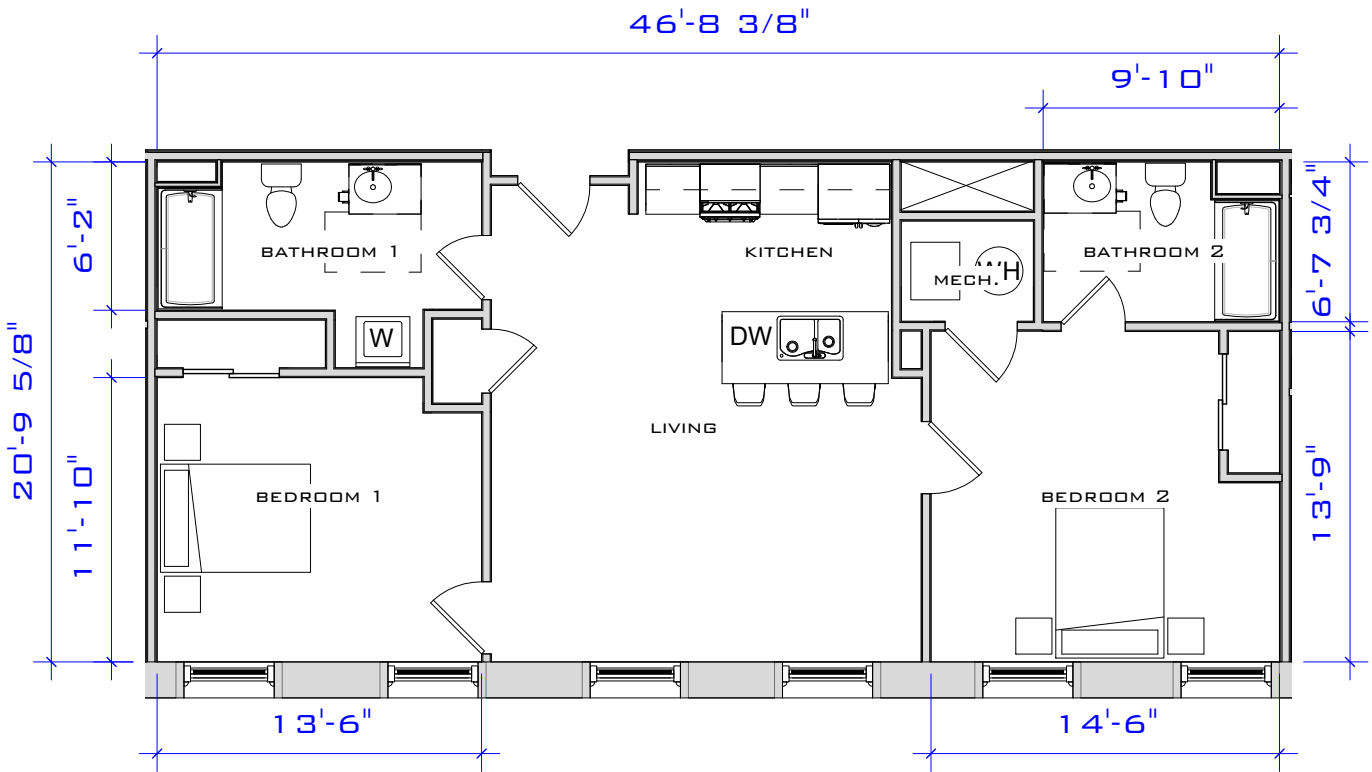 46'-8 3/8"
9'-10"
BATHROOM 1
KITCHEN
MECH.
WH
BATHROOM 2
6'-2"
6'-7 3/4"
W
DW
20'-9 5/8"
LIVING
11'-10"
BEDROOM 1
BEDROOM 2
13'-9"
13'-6"
14'-6"